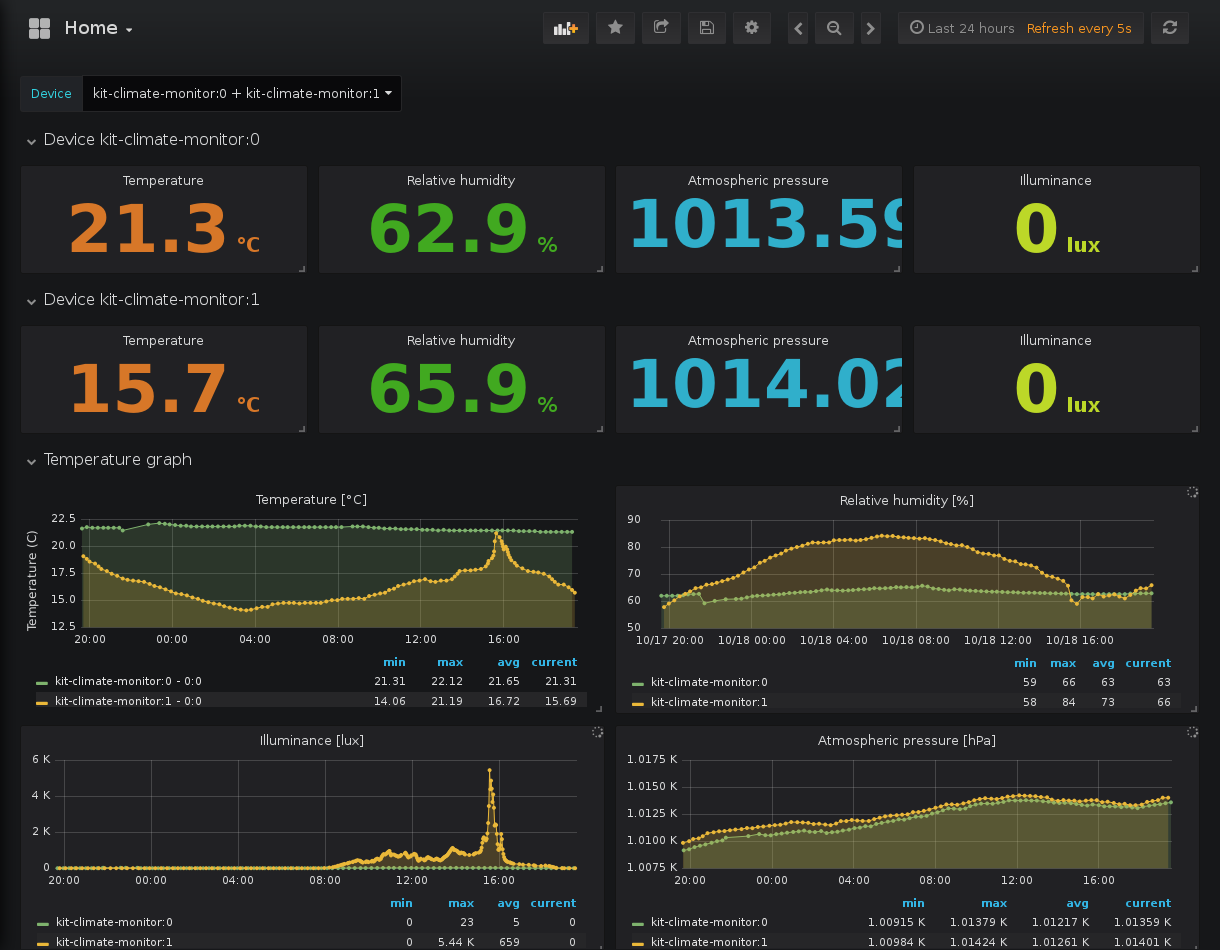 Home
Last 24 hours Refresh every 5s
Device kit-climate-monitor:0 + kit-climate-monitor:1
Device kit-climate-monitor:0
Temperature Relative humidity Atmospheric pressure Illuminance
21.3 °C 62.9 % 1013.59 0 lux
Device kit-climate-monitor:1
Temperature Relative humidity Atmospheric pressure Illuminance
15.7 °C 65.9 % 1014.02 0 lux
Temperature graph
Temperature [°C]
Temperature (C)
22.5
20.0
17.5
15.0
12.5
20:00 00:00 04:00 08:00 12:00 16:00
min max avg current
kit-climate-monitor:0 - 0:0 21.31 22.12 21.65 21.31
kit-climate-monitor:1 - 0:0 14.06 21.19 16.72 15.69
Relative humidity [%]
90
80
70
60
50
10/17 20:00 10/18 00:00 10/18 04:00 10/18 08:00 10/18 12:00 10/18 16:00
min max avg current
kit-climate-monitor:0 59 66 63 63
kit-climate-monitor:1 58 84 73 66
Illuminance [lux]
6 K
4 K
2 K
0
20:00 00:00 04:00 08:00 12:00 16:00
min max avg current
kit-climate-monitor:0 0 23 5 0
kit-climate-monitor:1 0 5.44 K 659 0
Atmospheric pressure [hPa]
1.0175 K
1.0150 K
1.0125 K
1.0100 K
1.0075 K
20:00 00:00 04:00 08:00 12:00 16:00
min max avg current
kit-climate-monitor:0 1.00915 K 1.01379 K 1.01217 K 1.01359 K
kit-climate-monitor:1 1.00984 K 1.01424 K 1.01261 K 1.01401 K